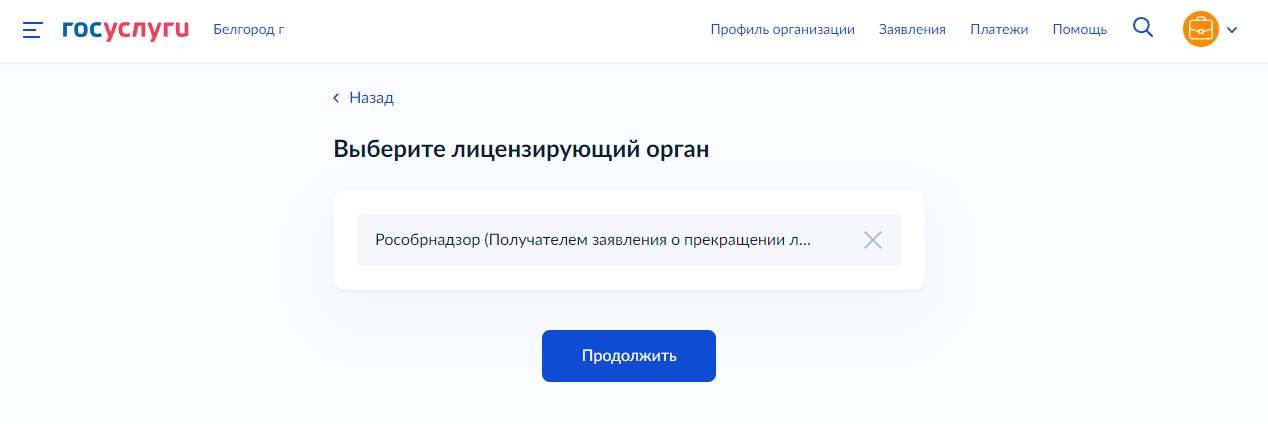 госуслуги Белгород г Профиль организации Заявления Платежи Помощь
Назад
Выберите лицензирующий орган
Рособрнадзор (Получателем заявления о прекращении л...
Продолжить